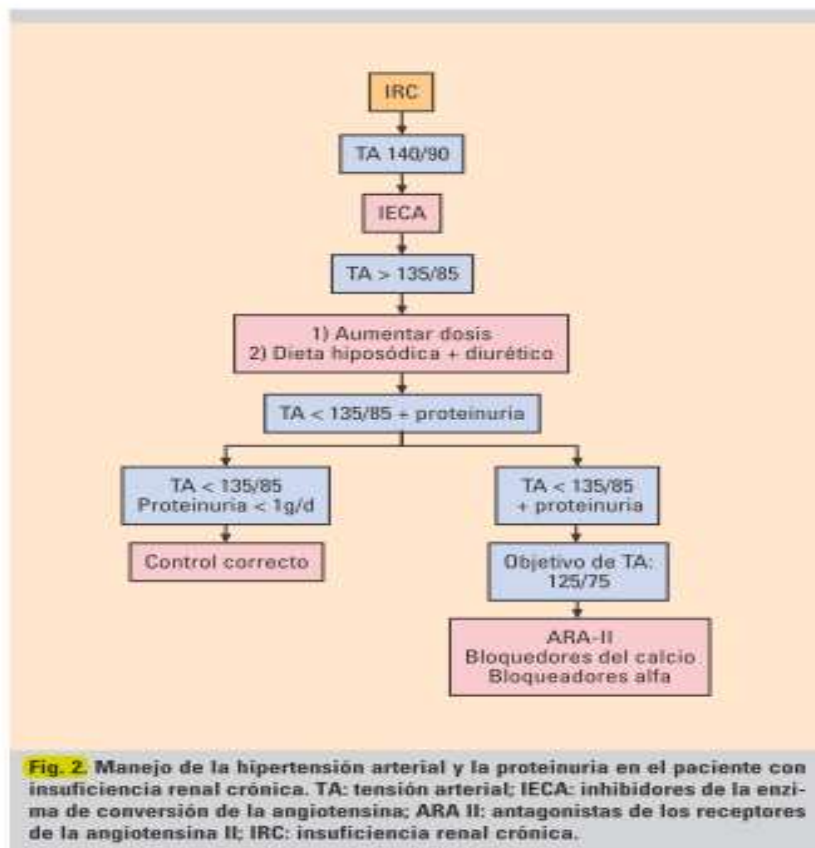 IRC
TA 140/90
IECA
TA > 135/85
1) Aumentar dosis
2) Dieta hiposódica + diurético
TA < 135/85 + proteinuria
TA < 135/85
Proteinuria < 1g/d
TA < 135/85
+ proteinuria
Control correcto
Objetivo de TA:
125/75
ARA-II
Bloquedores del calcio
Bloqueadores alfa
Fig. 2. Manejo de la hipertensión arterial y la proteinuria en el paciente con
insuficiencia renal crónica. TA: tensión arterial; IECA: inhibidores de la enzi-
ma de conversión de la angiotensina; ARA II: antagonistas de los receptores
de la angiotensina II; IRC: insuficiencia renal crónica.